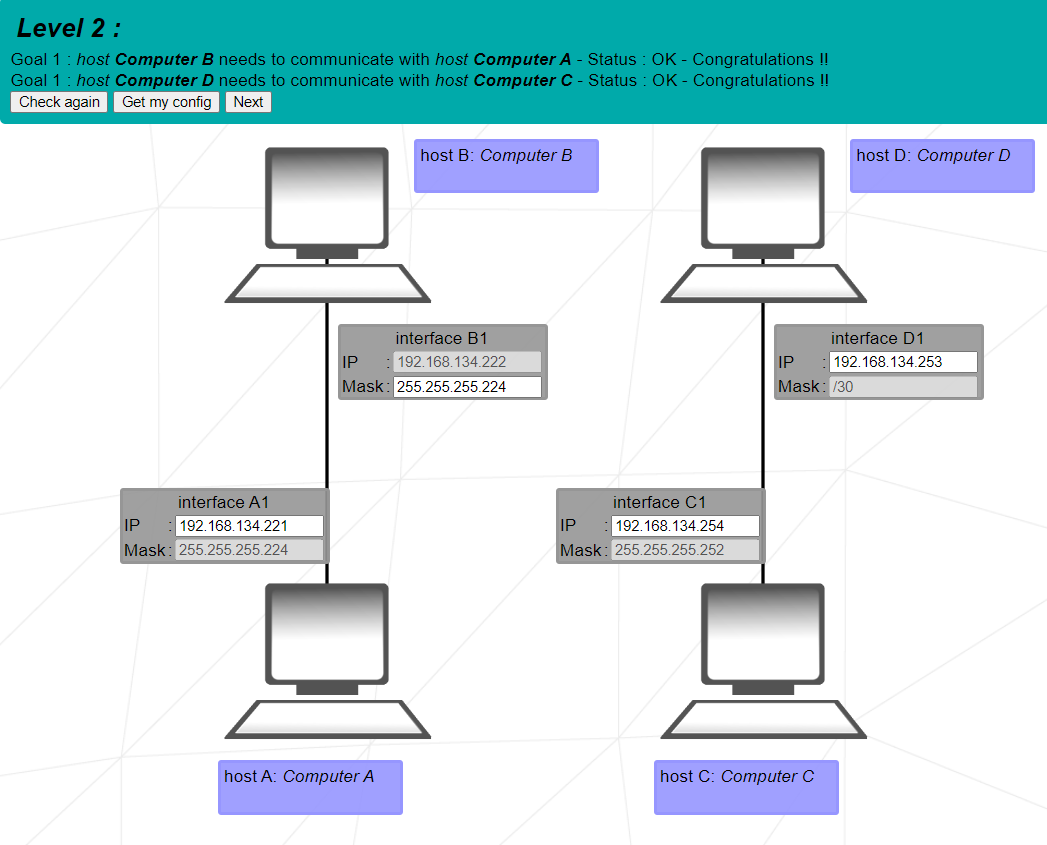 Level 2 :
Goal 1 : host Computer B needs to communicate with host Computer A - Status : OK - Congratulations !!
Goal 1 : host Computer D needs to communicate with host Computer C - Status : OK - Congratulations !!
Check again Get my config Next
host B: Computer B
host D: Computer D
interface B1
IP : 192.168.134.222
Mask : 255.255.255.224
interface D1
IP : 192.168.134.253
Mask : /30
interface A1
IP : 192.168.134.221
Mask : 255.255.255.224
interface C1
IP : 192.168.134.254
Mask : 255.255.255.252
host A: Computer A
host C: Computer C